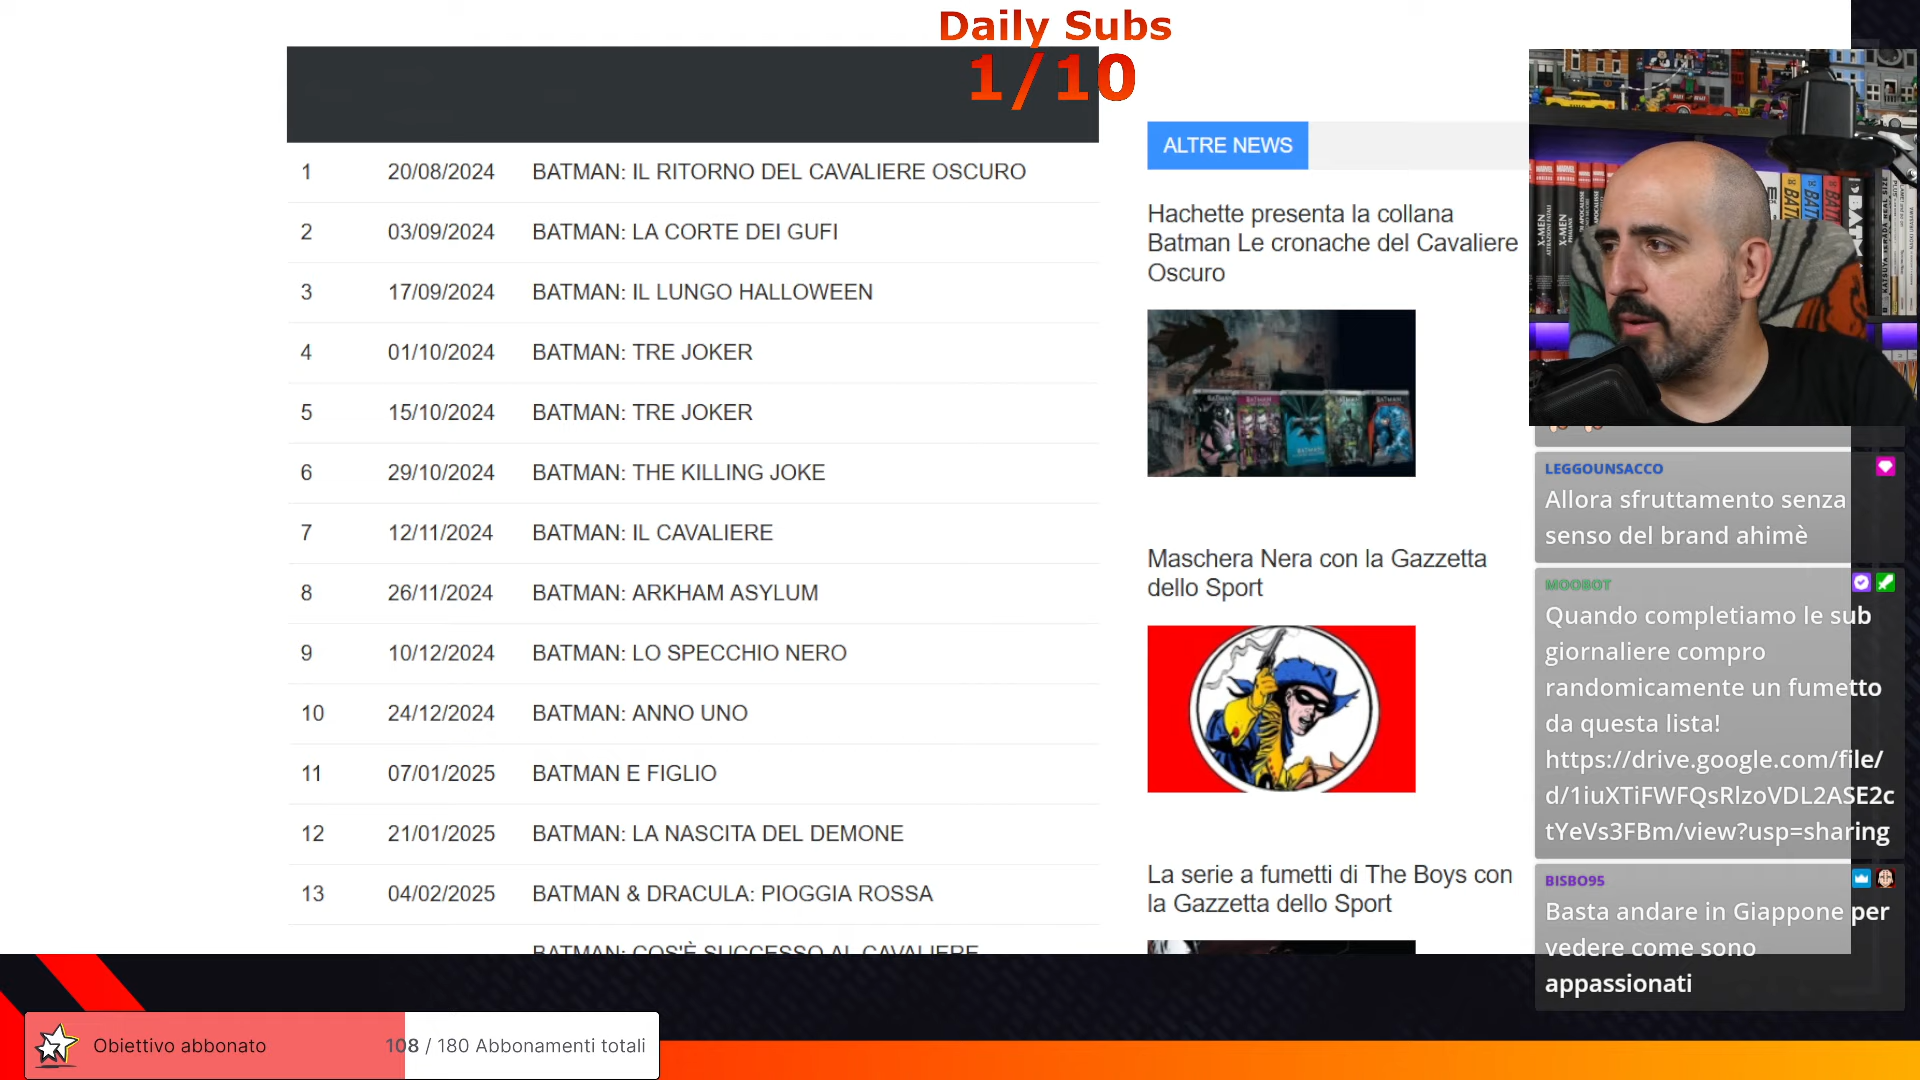 Daily Subs
1/10
1 20/08/2024 BATMAN: IL RITORNO DEL CAVALIERE OSCURO
2 03/09/2024 BATMAN: LA CORTE DEI GUFI
3 17/09/2024 BATMAN: IL LUNGO HALLOWEEN
4 01/10/2024 BATMAN: TRE JOKER
5 15/10/2024 BATMAN: TRE JOKER
6 29/10/2024 BATMAN: THE KILLING JOKE
7 12/11/2024 BATMAN: IL CAVALIERE
8 26/11/2024 BATMAN: ARKHAM ASYLUM
9 10/12/2024 BATMAN: LO SPECCHIO NERO
10 24/12/2024 BATMAN: ANNO UNO
11 07/01/2025 BATMAN E FIGLIO
12 21/01/2025 BATMAN: LA NASCITA DEL DEMONE
13 04/02/2025 BATMAN & DRACULA: PIOGGIA ROSSA
BATMAN: COS'È SUCCESSO AL CAVALIERE
ALTRE NEWS
Hachette presenta la collana
Batman Le cronache del Cavaliere
Oscuro
Maschera Nera con la Gazzetta
dello Sport
La serie a fumetti di The Boys con
la Gazzetta dello Sport
X-MEN
X-MEN
LEGGOUNSACCO
Allora sfruttamento senza
senso del brand ahimè
MOOBOT
Quando completiamo le sub
giornaliere compro
randomicamente un fumetto
da questa lista!
https://drive.google.com/file/
d/1iuXTiFWFQsRlzoVDL2ASE2c
tYeVs3FBm/view?usp=sharing
BISBO95
Basta andare in Giappone per
vedere come sono
appassionati
Obiettivo abbonato 108 / 180 Abbonamenti totali